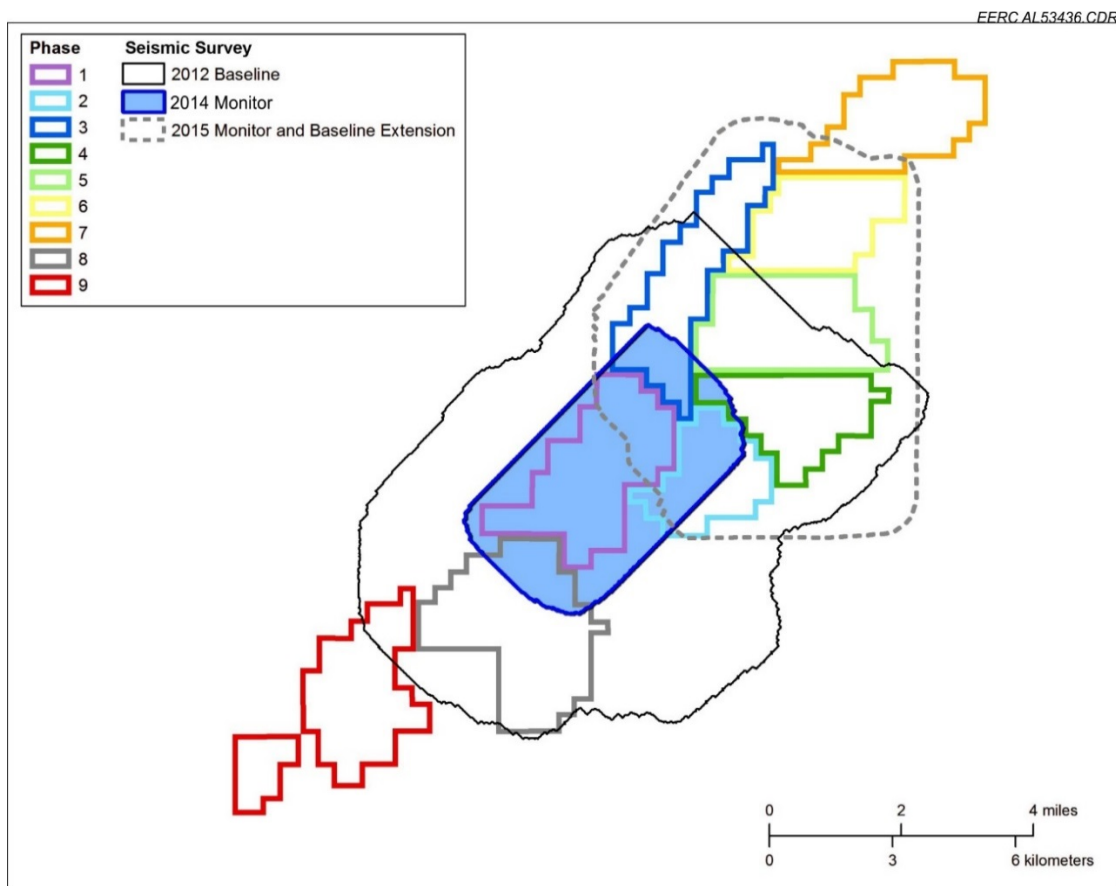 EERC AL53436.CDR
Phase
1
2
3
4
5
6
7
8
9
Seismic Survey
2012 Baseline
2014 Monitor
2015 Monitor and Baseline Extension
0 2 4 miles
0 3 6 kilometers